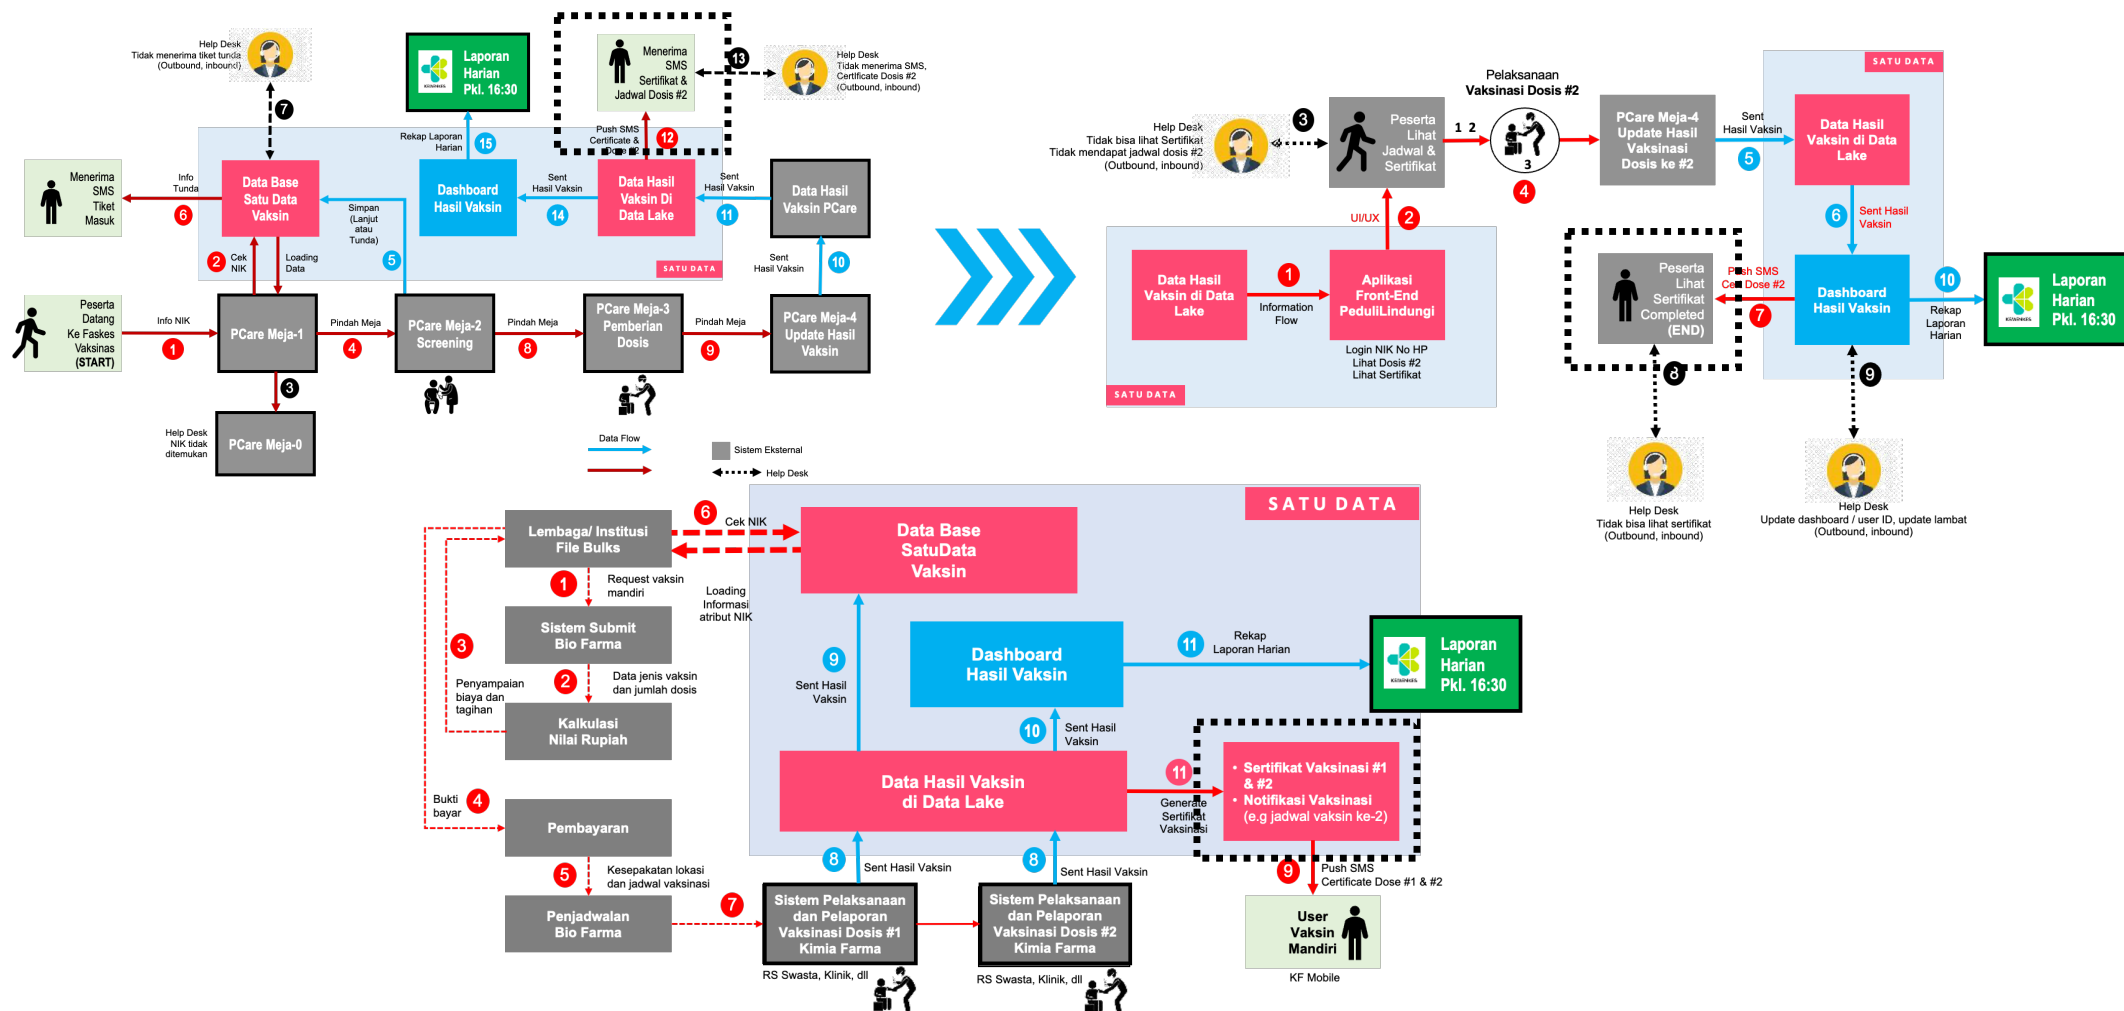 Help Desk
Tidak menerima tiket tunda
(Outbound, inbound)
7
Laporan
Harian
Pkl. 16:30
KEMENKES
Menerima
SMS
Sertifikat &
Jadwal Dosis #2
13
Help Desk
Tidak menerima SMS,
Certificate Dosis #2
(Outbound, inbound)
Rekap Laporan
Harian
15
Push SMS
Certificate &
Dose #2
12
Menerima
SMS
Tiket
Masuk
Info
Tunda
6
Data Base
Satu Data
Vaksin
Simpan
(Lanjut
atau
Tunda)
5
Dashboard
Hasil Vaksin
Sent
Hasil Vaksin
14
Data Hasil
Vaksin Di
Data Lake
Sent
Hasil Vaksin
11
Data Hasil
Vaksin PCare
2
Cek
NIK
Loading
Data
SATU DATA
Sent
Hasil Vaksin
10
Peserta
Datang
Ke Faskes
Vaksinas
(START)
Info NIK
1
PCare Meja-1
Pindah Meja
4
PCare Meja-2
Screening
Pindah Meja
8
PCare Meja-3
Pemberian
Dosis
Pindah Meja
9
PCare Meja-4
Update Hasil
Vaksin
3
Help Desk
NIK tidak
ditemukan
PCare Meja-0
Data Flow
Sistem Eksternal
Help Desk
Help Desk
Tidak bisa lihat Sertifikat
Tidak mendapat jadwal dosis #2
(Outbound, inbound)
3
Peserta
Lihat
Jadwal &
Sertifikat
1 2
Pelaksanaan
Vaksinasi Dosis #2
3
4
PCare Meja-4
Update Hasil
Vaksinasi
Dosis ke #2
Sent
Hasil Vaksin
5
SATU DATA
Data Hasil
Vaksin di Data
Lake
UI/UX
2
6
Sent Hasil
Vaksin
Data Hasil
Vaksin di Data
Lake
1
Information
Flow
Aplikasi
Front-End
PeduliLindungi
Login NIK No HP
Lihat Dosis #2
Lihat Sertifikat
SATU DATA
Peserta
Lihat
Sertifikat
Completed
(END)
Push SMS
Cert Dose #2
7
Dashboard
Hasil Vaksin
10
Rekap
Laporan
Harian
Laporan
Harian
Pkl. 16:30
KEMENKES
8
9
Help Desk
Tidak bisa lihat sertifikat
(Outbound, inbound)
Help Desk
Update dashboard / user ID, update lambat
(Outbound, inbound)
SATU DATA
Lembaga/ Institusi
File Bulks
6
Cek NIK
Data Base
SatuData
Vaksin
1
Request vaksin
mandiri
Loading
Informasi
atribut NIK
Sistem Submit
Bio Farma
3
2
Data jenis vaksin
dan jumlah dosis
Penyampaian
biaya dan
tagihan
Kalkulasi
Nilai Rupiah
9
Sent Hasil
Vaksin
Dashboard
Hasil Vaksin
11
Rekap
Laporan Harian
Laporan
Harian
Pkl. 16:30
KEMENKES
10
Sent Hasil
Vaksin
Bukti
bayar
4
Pembayaran
Data Hasil Vaksin
di Data Lake
11
Generate
Sertifikat
Vaksinasi
• Sertifikat Vaksinasi #1
& #2
• Notifikasi Vaksinasi
(e.g jadwal vaksin ke-2)
5
Kesepakatan lokasi
dan jadwal vaksinasi
8
Sent Hasil Vaksin
8
Sent Hasil Vaksin
9
Push SMS
Certificate Dose #1 & #2
Penjadwalan
Bio Farma
7
Sistem Pelaksanaan
dan Pelaporan
Vaksinasi Dosis #1
Kimia Farma
Sistem Pelaksanaan
dan Pelaporan
Vaksinasi Dosis #2
Kimia Farma
User
Vaksin
Mandiri
RS Swasta, Klinik, dll
RS Swasta, Klinik, dll
KF Mobile